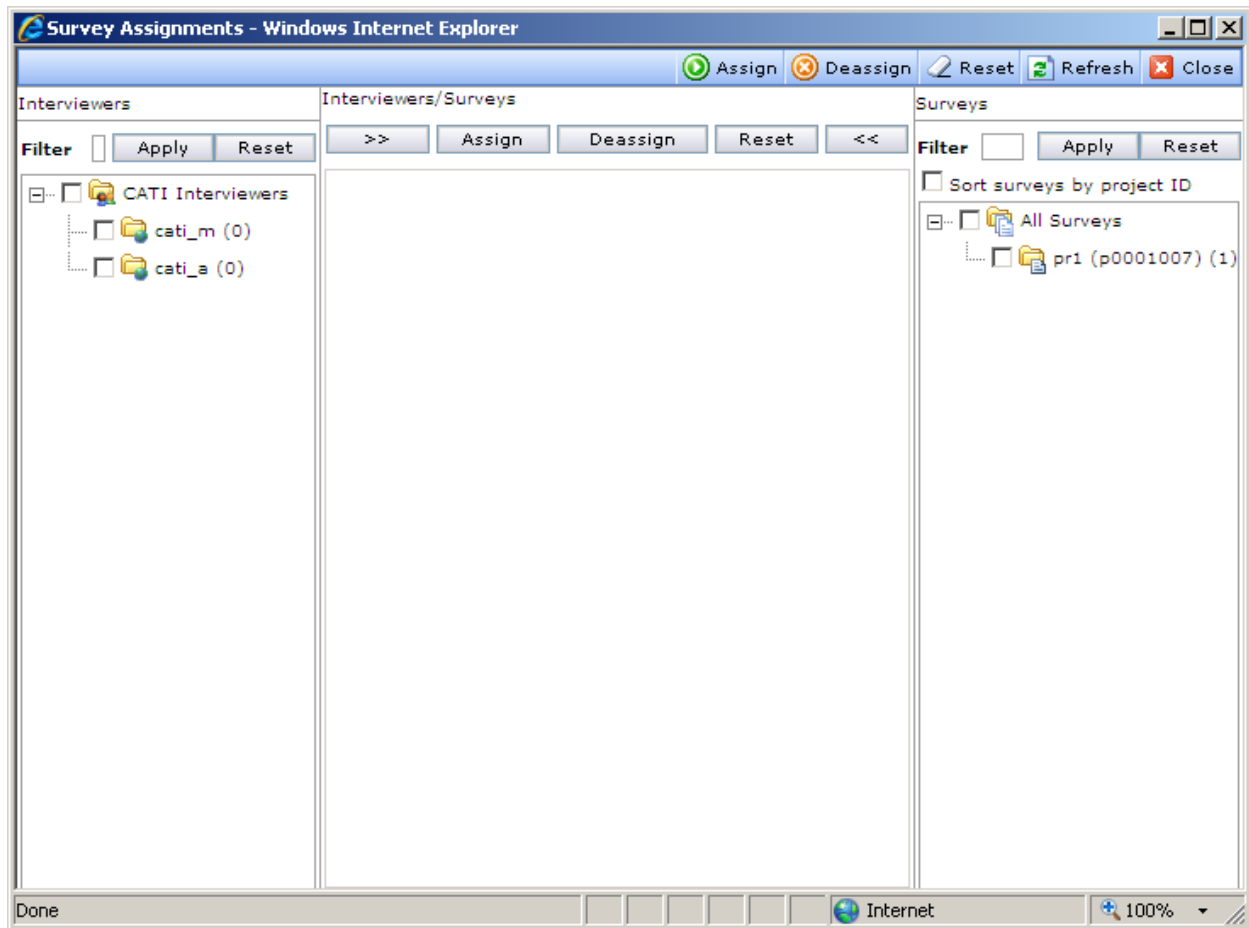 Survey Assignments - Windows Internet Explorer
Assign Deassign Reset Refresh Close
Interviewers
Filter Apply Reset
CATI Interviewers
cati_m (0)
cati_a (0)
Interviewers/Surveys
>> Assign Deassign Reset <<
Surveys
Filter Apply Reset
Sort surveys by project ID
All Surveys
pr1 (p0001007) (1)
Done Internet 100%